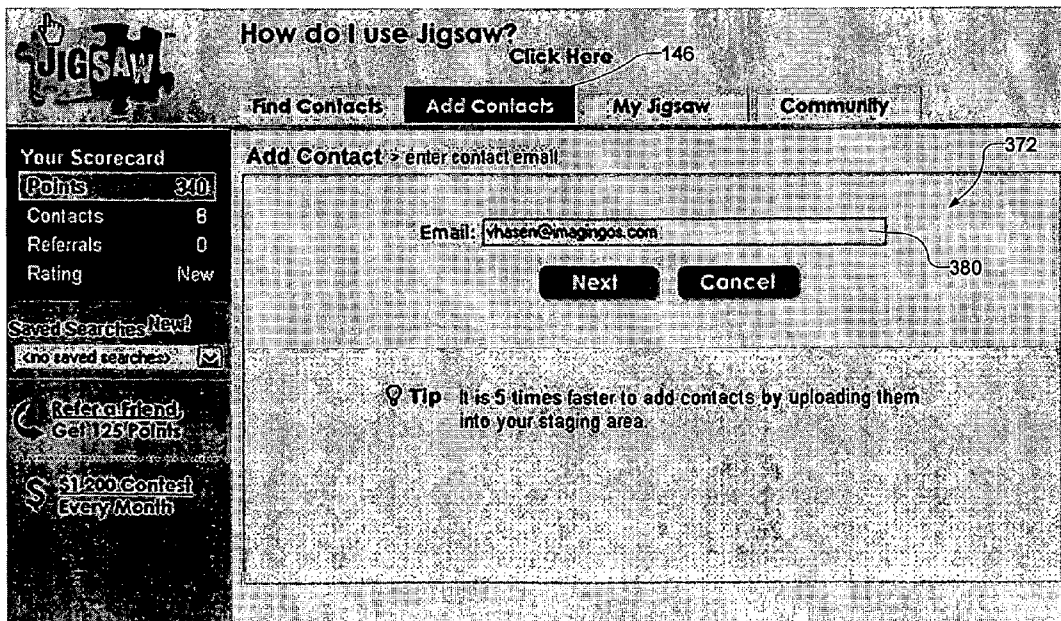 JIGSAW
How do I use Jigsaw?
Click Here
146
Find Contacts
Add Contacts
My Jigsaw
Community
Your Scorecard
Points 340
Contacts 8
Referrals 0
Rating New
Saved Searches New!
<no saved searches>
Refer a Friend,
Get 125 Points
$ $1,200 Contest
Every Month
Add Contact > enter contact email
372
Email: vhasen@imagingos.com
380
Next
Cancel
Tip It is 5 times faster to add contacts by uploading them
into your staging area.